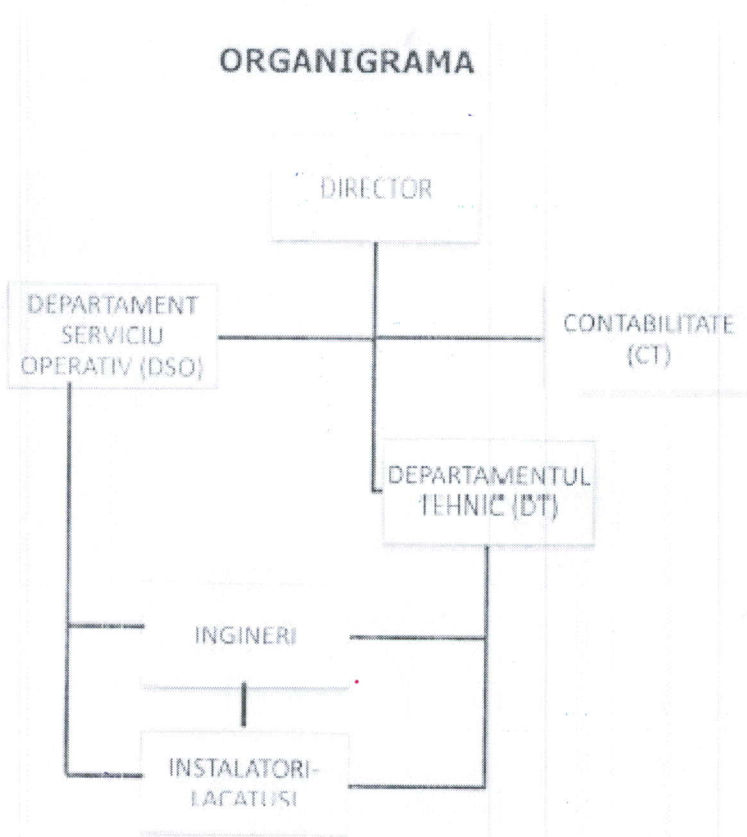 ORGANIGRAMA
DIRECTOR
DEPARTAMENT
SERVICIU
OPERATIV (DSO)
CONTABILITATE
(CT)
DEPARTAMENTUL
TEHNIC (DT)
INGINERI
INSTALATORI-
LACATUSI